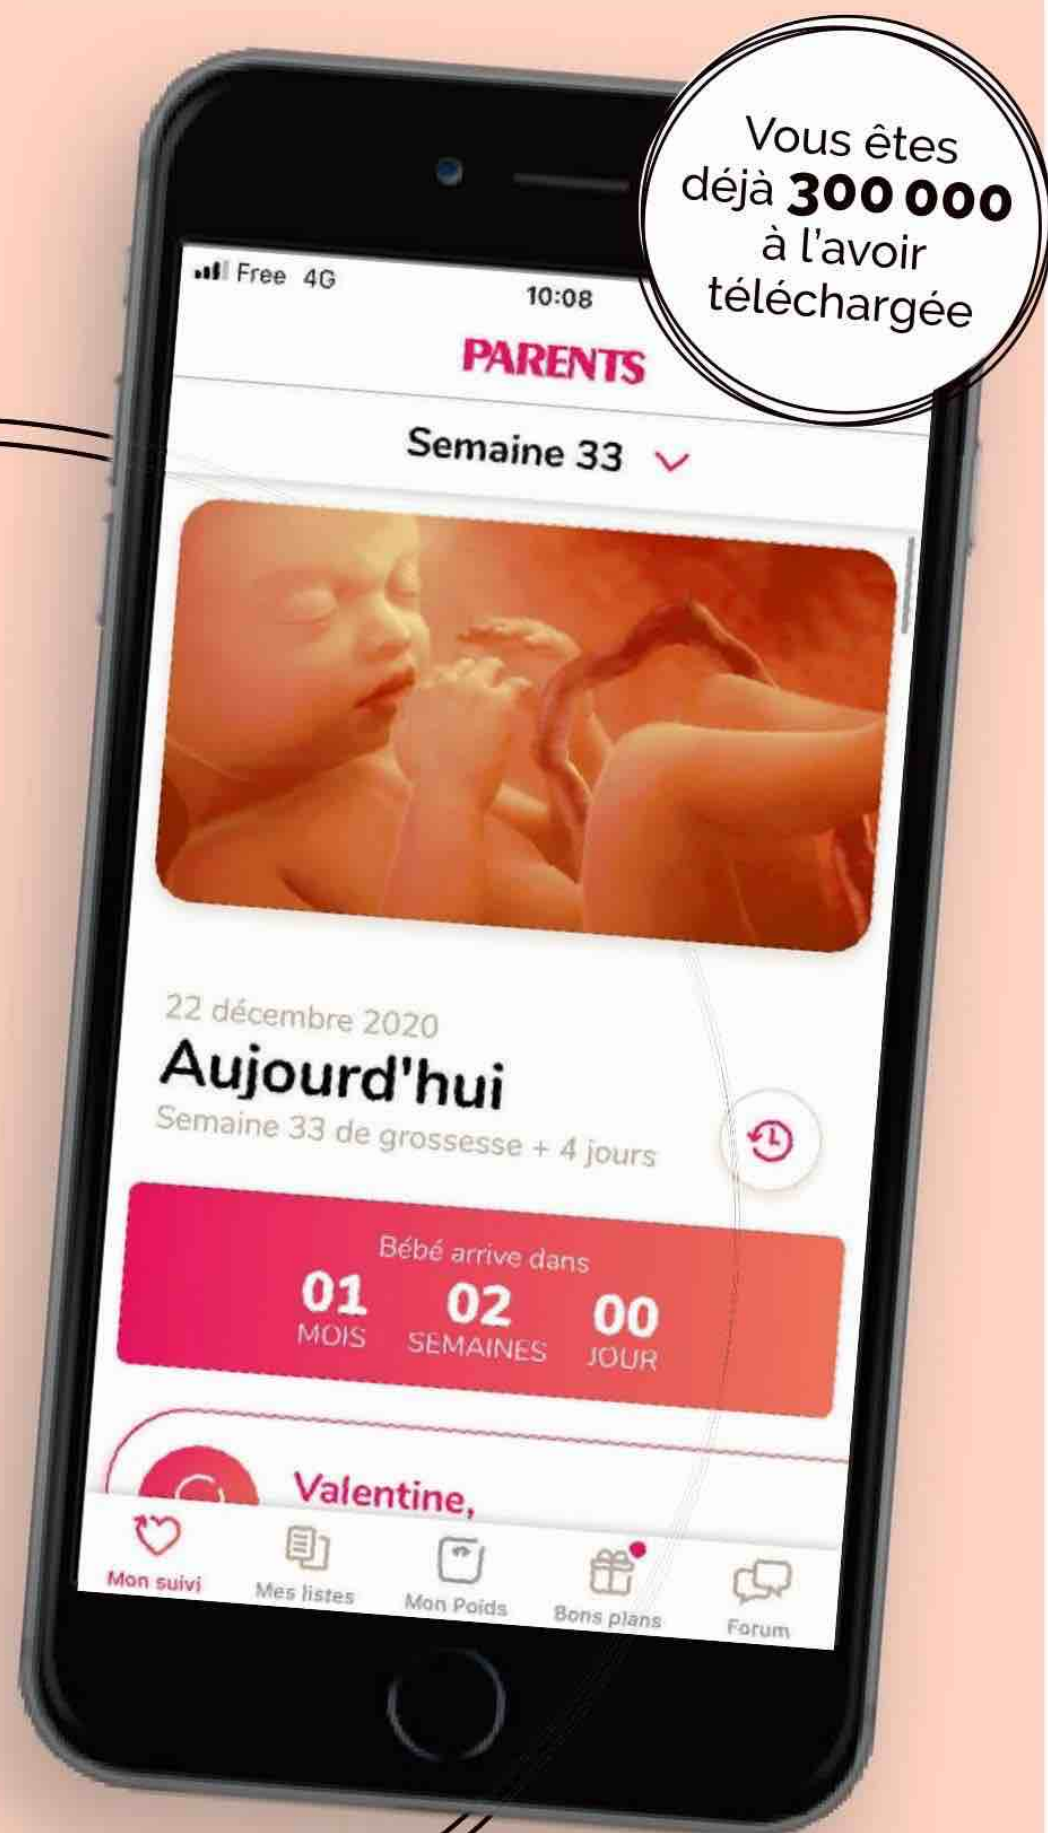 Vous êtes
déjà 300 000
à l'avoir
téléchargée
Free 4G
10:08
PARENTS
Semaine 33
22 décembre 2020
Aujourd'hui
Semaine 33 de grossesse + 4 jours
Bébé arrive dans
01 02 00
MOIS SEMAINES JOUR
Valentine,
Mon suivi Mes listes Mon Poids Bons plans Forum